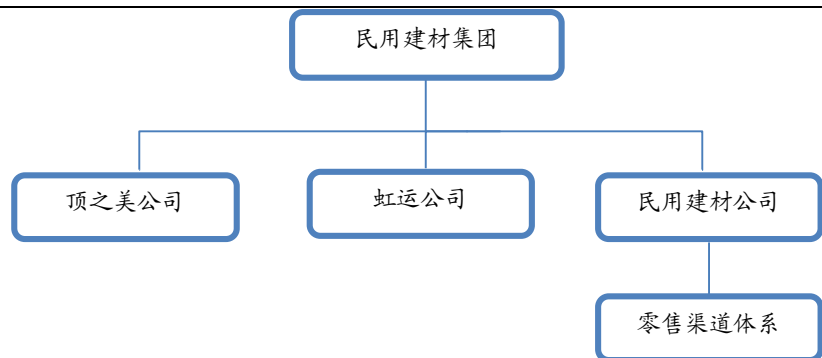 民用建材集团
顶之美公司
虹运公司
民用建材公司
零售渠道体系